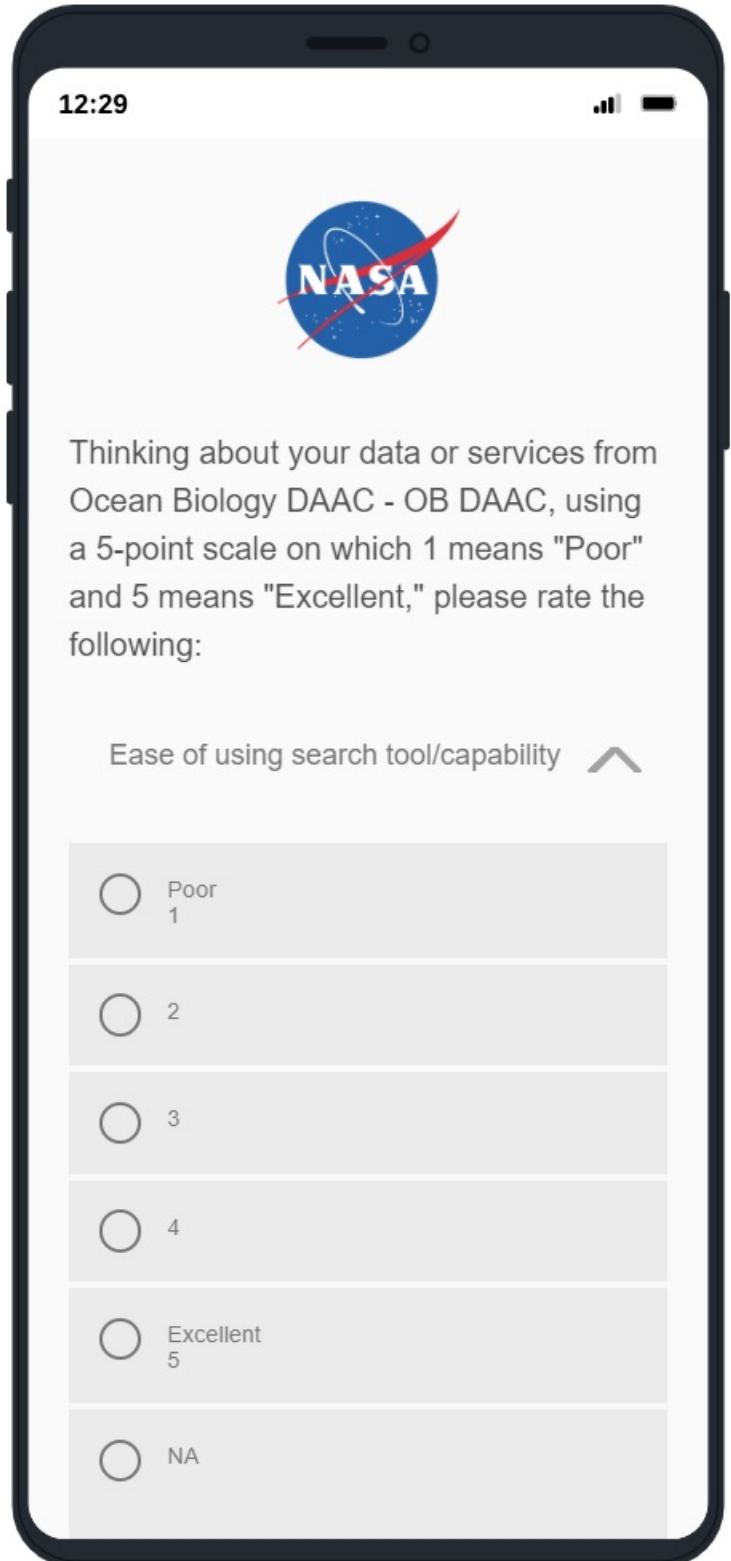 12:29
NASA
Thinking about your data or services from
Ocean Biology DAAC - OB DAAC, using
a 5-point scale on which 1 means "Poor"
and 5 means "Excellent," please rate the
following:
Ease of using search tool/capability
Poor
1
2
3
4
Excellent
5
NA